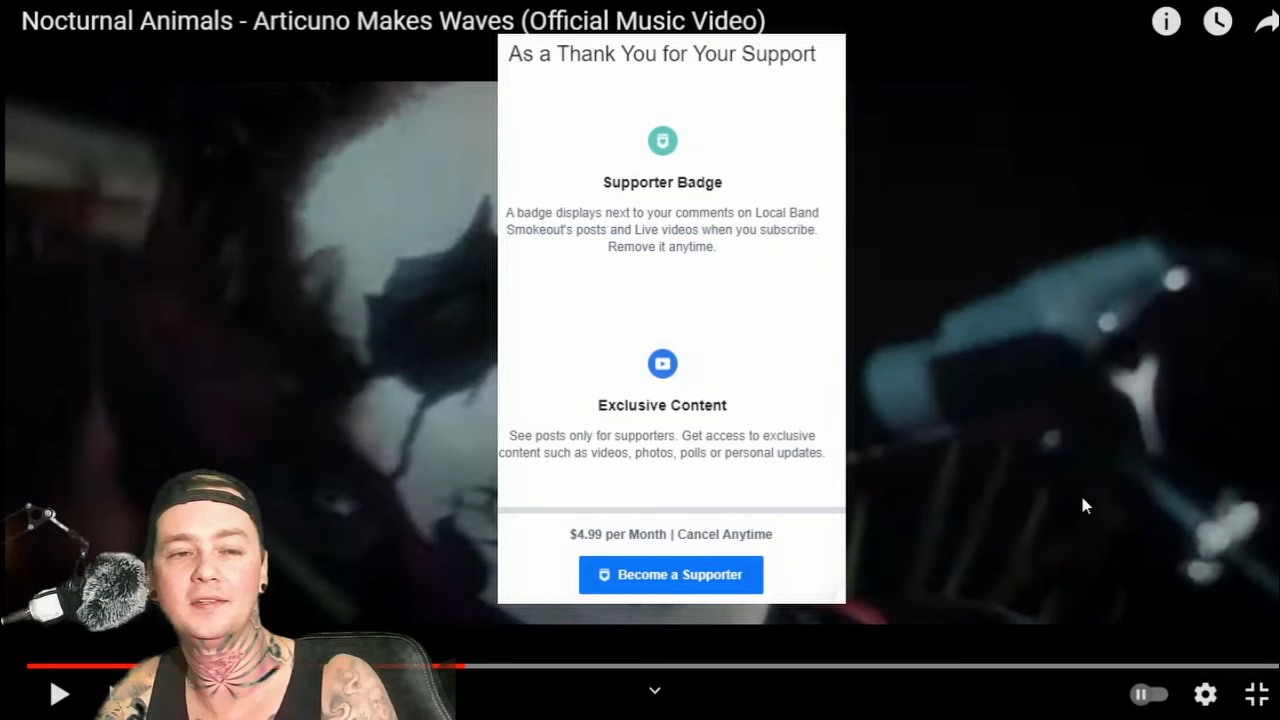 Nocturnal Animals - Articuno Makes Waves (Official Music Video)
As a Thank You for Your Support
Supporter Badge
A badge displays next to your comments on Local Band
Smokeout's posts and Live videos when you subscribe.
Remove it anytime.
Exclusive Content
See posts only for supporters. Get access to exclusive
content such as videos, photos, polls or personal updates.
$4.99 per Month | Cancel Anytime
Become a Supporter